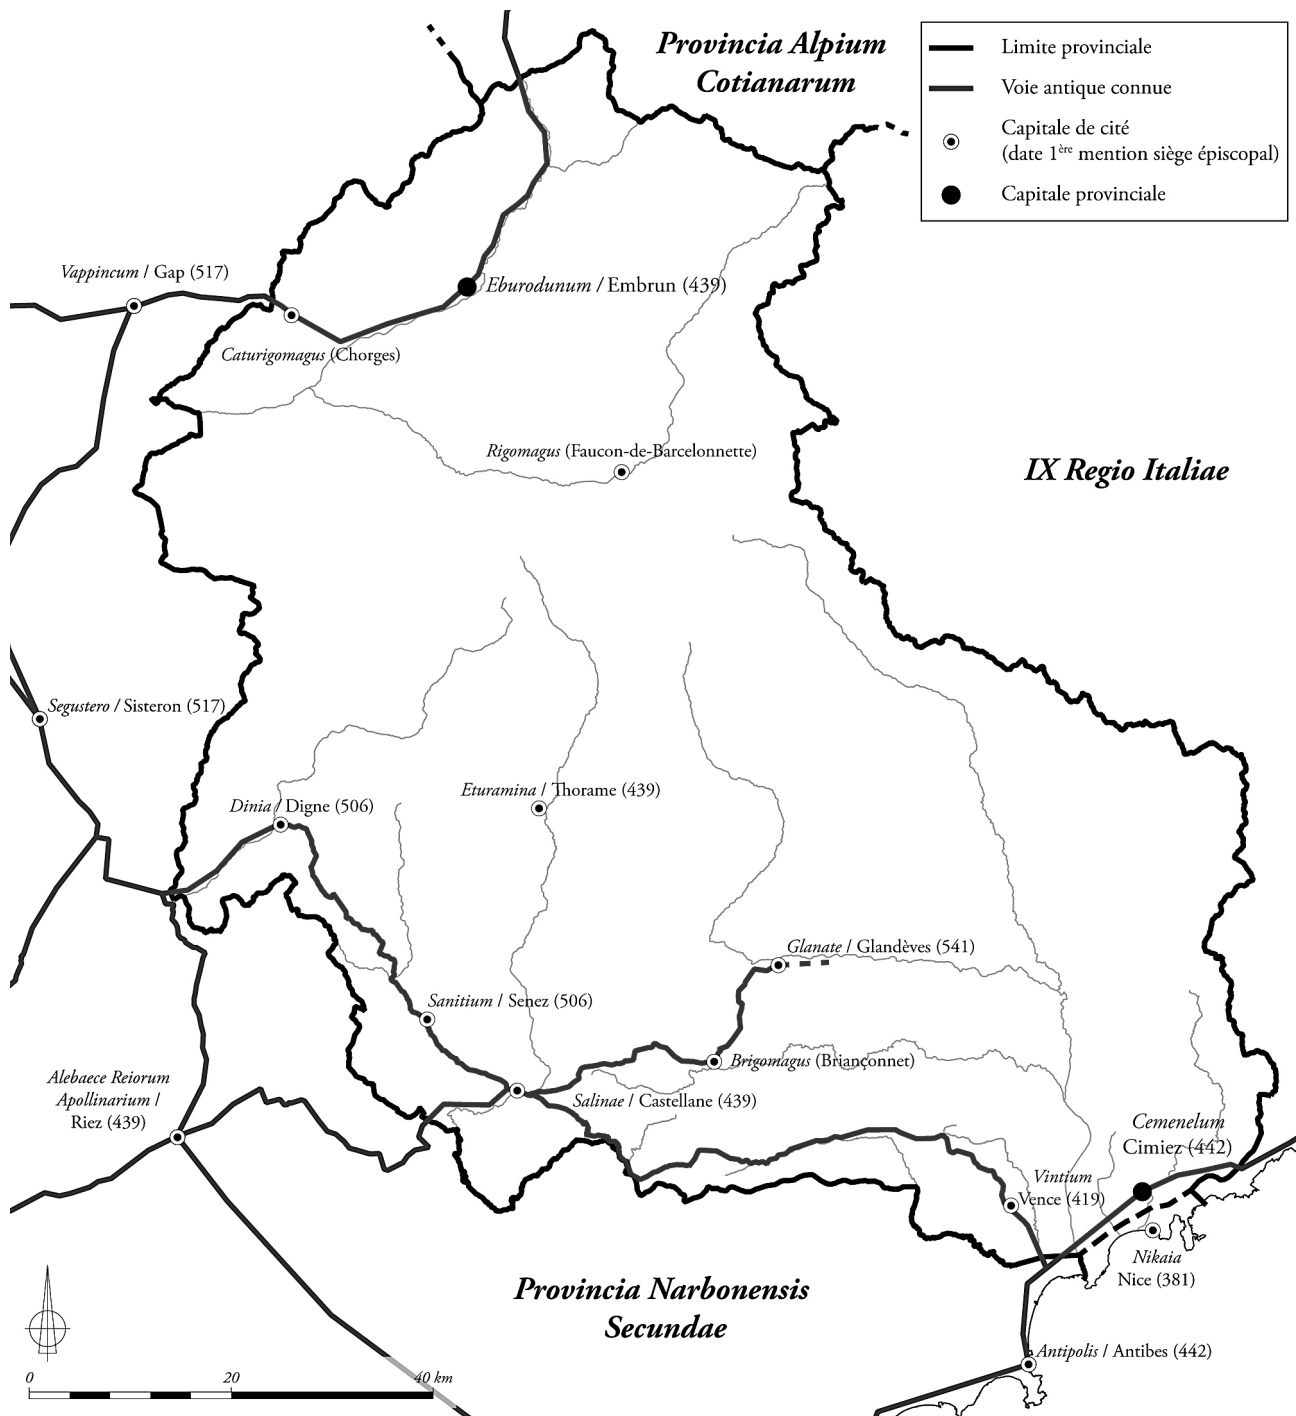 Provincia Alpium
Cotianarum
Limite provinciale
Voie antique connue
Capitale de cité
(date 1ère mention siège épiscopal)
Capitale provinciale
Vappincum / Gap (517)
Eburodunum / Embrun (439)
Caturigomagus (Chorges)
Rigomagus (Faucon-de-Barcelonnette)
IX Regio Italiae
Segustero / Sisteron (517)
Eturamina / Thorame (439)
Dinia / Digne (506)
Glanate / Glandèves (541)
Sanitium / Senez (506)
Brigomagus (Briançonnet)
Alebaece Reiorum
Apollinarium /
Riez (439)
Salinae / Castellane (439)
Cemenelum
Cimiez (442)
Vintium
Vence (419)
Nikaia
Nice (381)
Provincia Narbonensis
Secundae
Antipolis / Antibes (442)
0 20 40 km